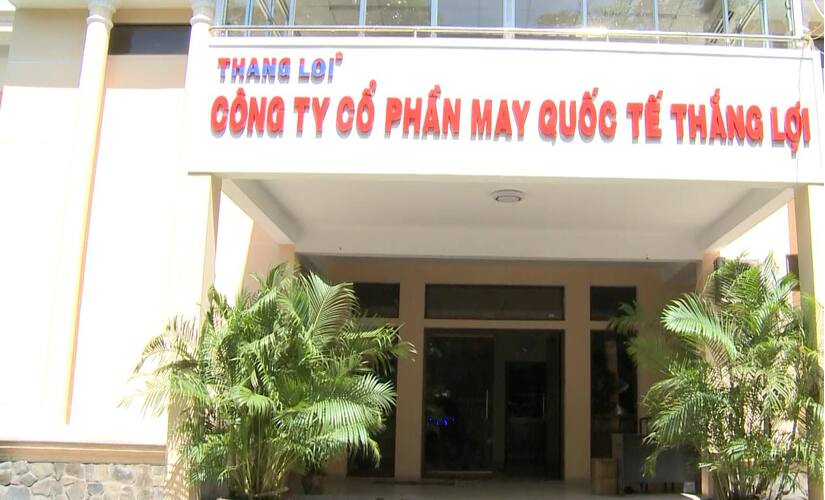 THANG LOI
CÔNG TY CỔ PHẦN MAY QUỐC TẾ THẮNG LỢI